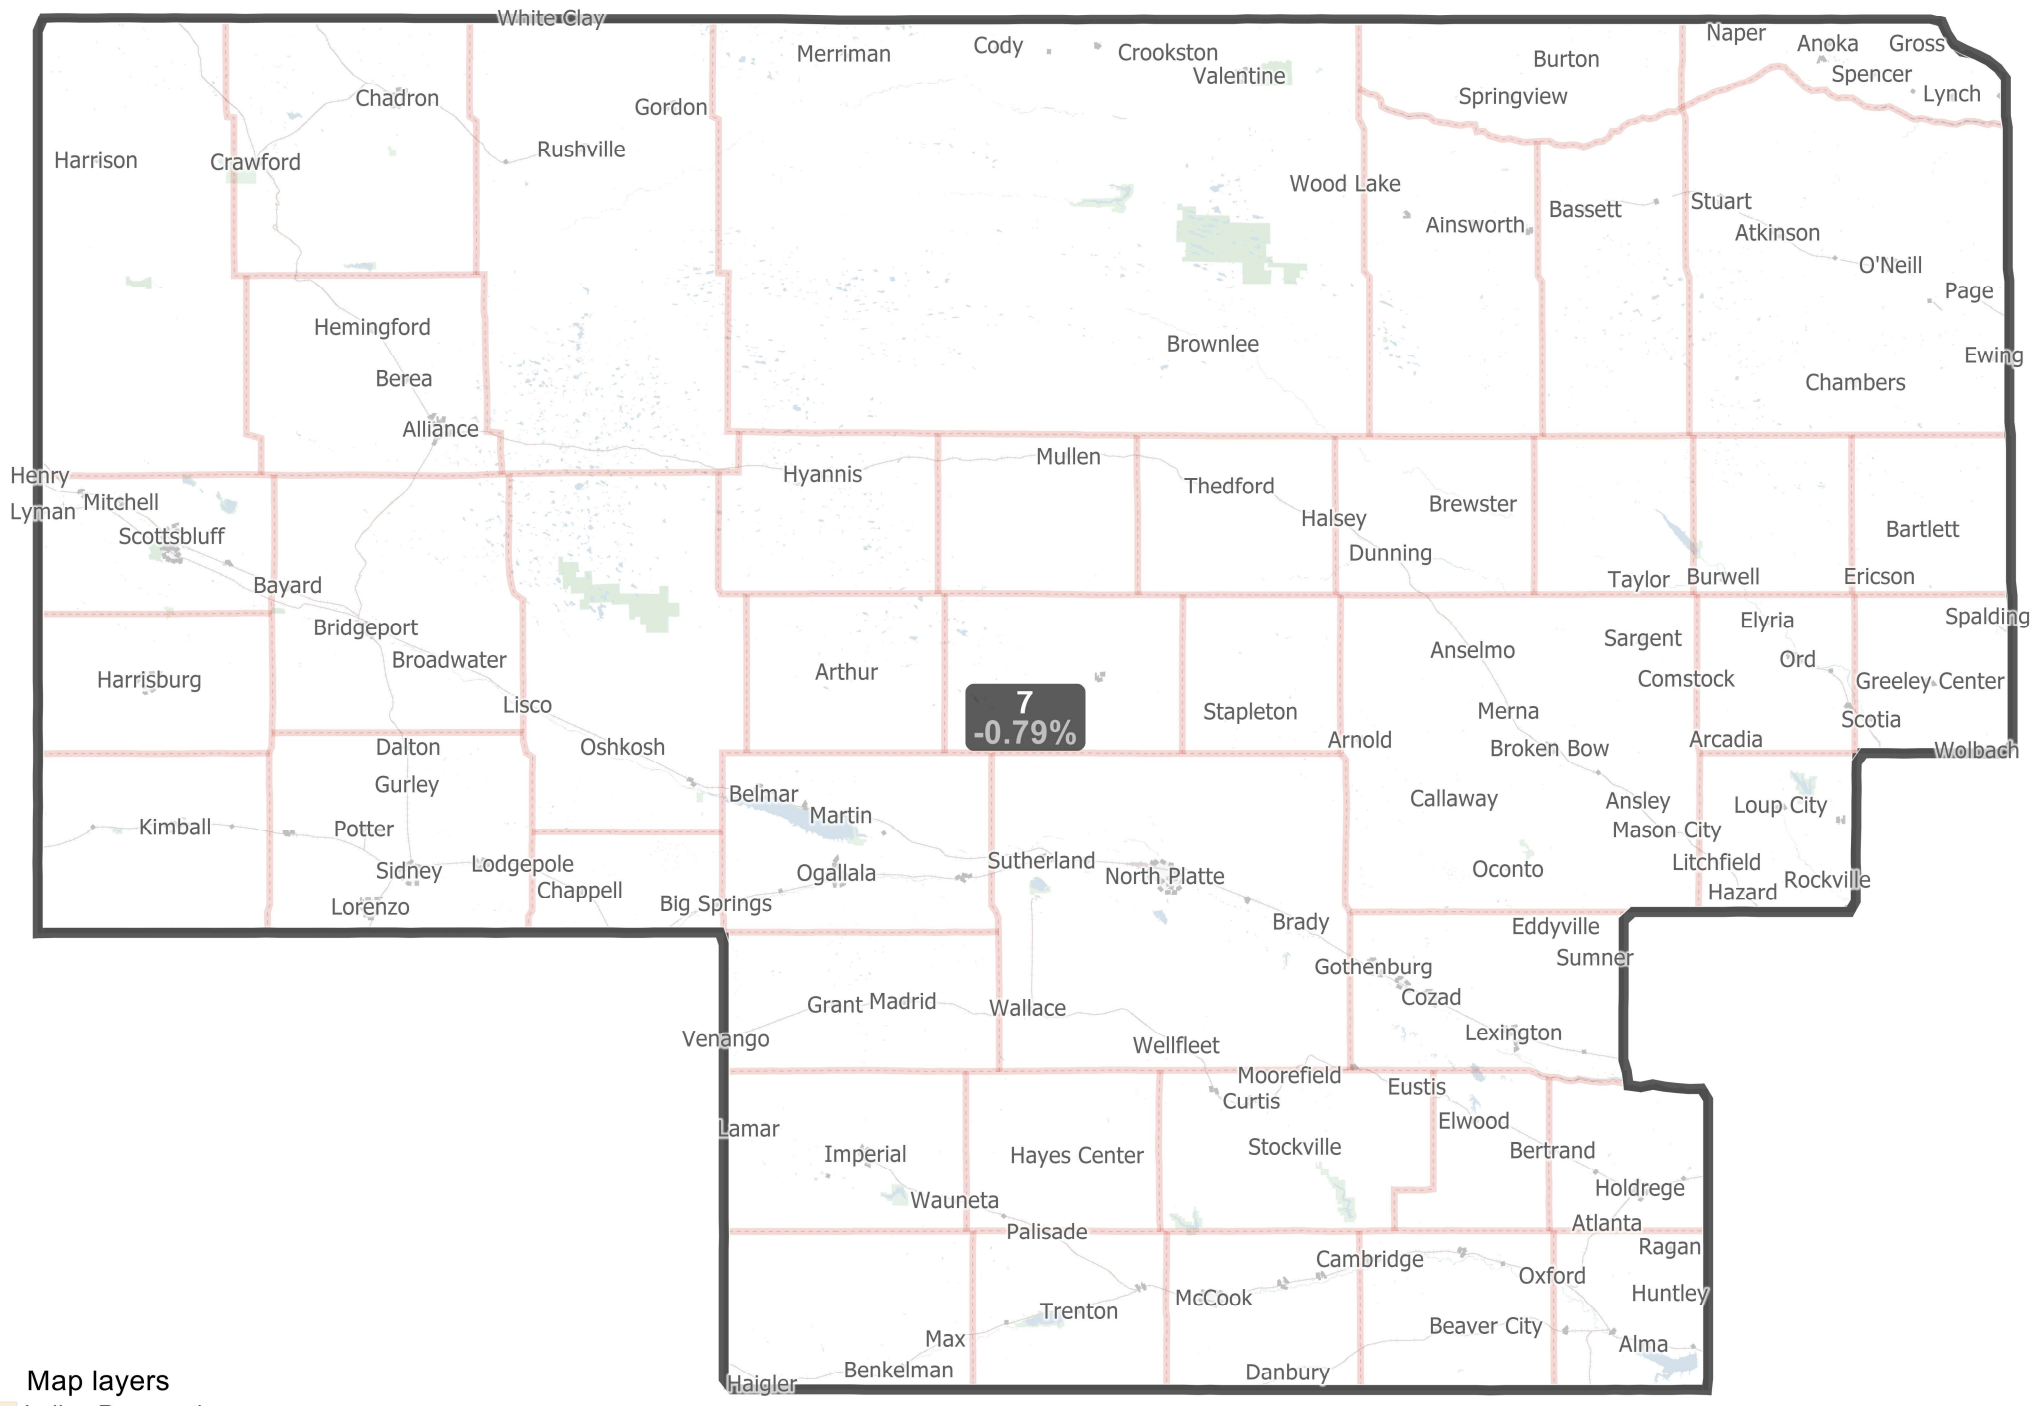 White Clay
Naper
Merriman
Cody
Crookston
Anoka
Gross
Burton
Valentine
Spencer
Chadron
Springview
Lynch
Gordon
Harrison
Crawford
Rushville
Wood Lake
Bassett
Stuart
Ainsworth
Atkinson
O'Neill
Page
Hemingford
Brownlee
Ewing
Berea
Chambers
Alliance
Henry
Hyannis
Mullen
Mitchell
Thedford
Brewster
Lyman
Halsey
Scottsbluff
Bartlett
Dunning
Bayard
Taylor
Burwell
Ericson
Bridgeport
Elyria
Spalding
Broadwater
Anselmo
Sargent
Ord
Harrisburg
Arthur
Comstock
Greeley Center
Lisco
7
-0.79%
Stapleton
Merna
Scotia
Dalton
Oshkosh
Arnold
Broken Bow
Arcadia
Wolbach
Gurley
Belmar
Callaway
Ansley
Loup City
Martin
Kimball
Potter
Mason City
Sidney
Lodgepole
Ogallala
Sutherland
North Platte
Oconto
Litchfield
Rockville
Chappell
Hazard
Lorenzo
Big Springs
Brady
Eddyville
Sumner
Gothenburg
Cozad
Grant
Madrid
Wallace
Venango
Wellfleet
Lexington
Moorefield
Eustis
Curtis
Lamar
Elwood
Imperial
Hayes Center
Stockville
Bertrand
Wauneta
Holdrege
Palisade
Atlanta
Ragan
Cambridge
Oxford
McCook
Huntley
Trenton
Max
Beaver City
Alma
Benkelman
Danbury
Haigler
Map layers